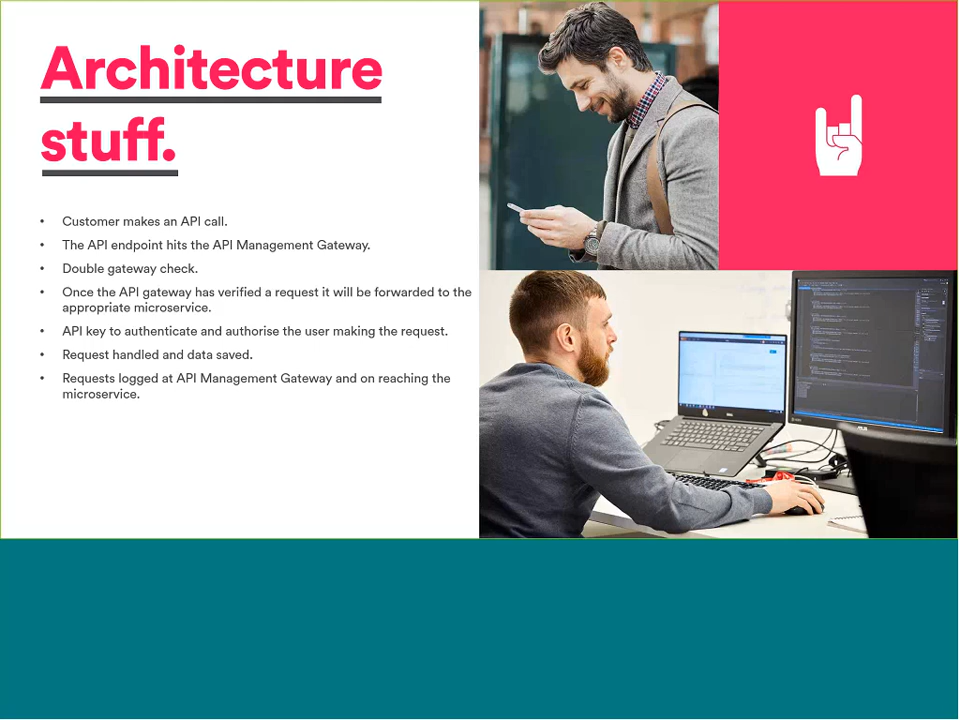 Architecture
stuff.
• Customer makes an API call.
• The API endpoint hits the API Management Gateway.
• Double gateway check.
• Once the API gateway has verified a request it will be forwarded to the
appropriate microservice.
• API key to authenticate and authorise the user making the request.
• Request handled and data saved.
• Requests logged at API Management Gateway and on reaching the
microservice.